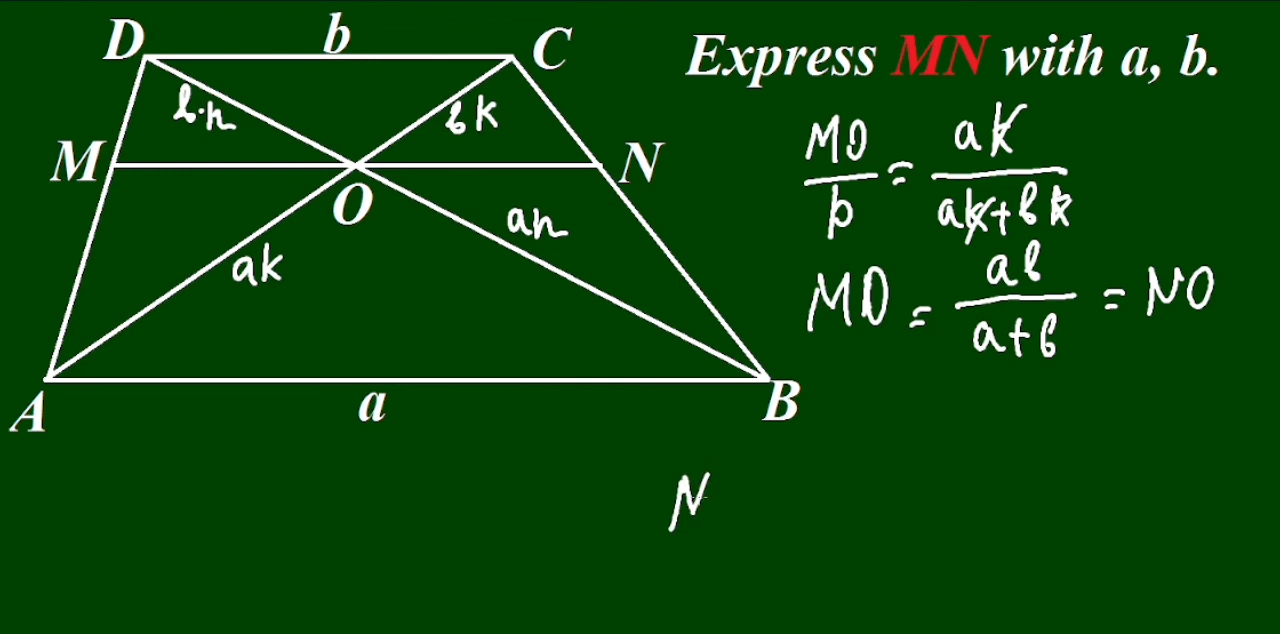 D b C
Express MN with a, b.
b·n bk
MO/b = ak/(ak+bk)
M N
O
an
ak
MO = ab/(a+b) = NO
A a B
N